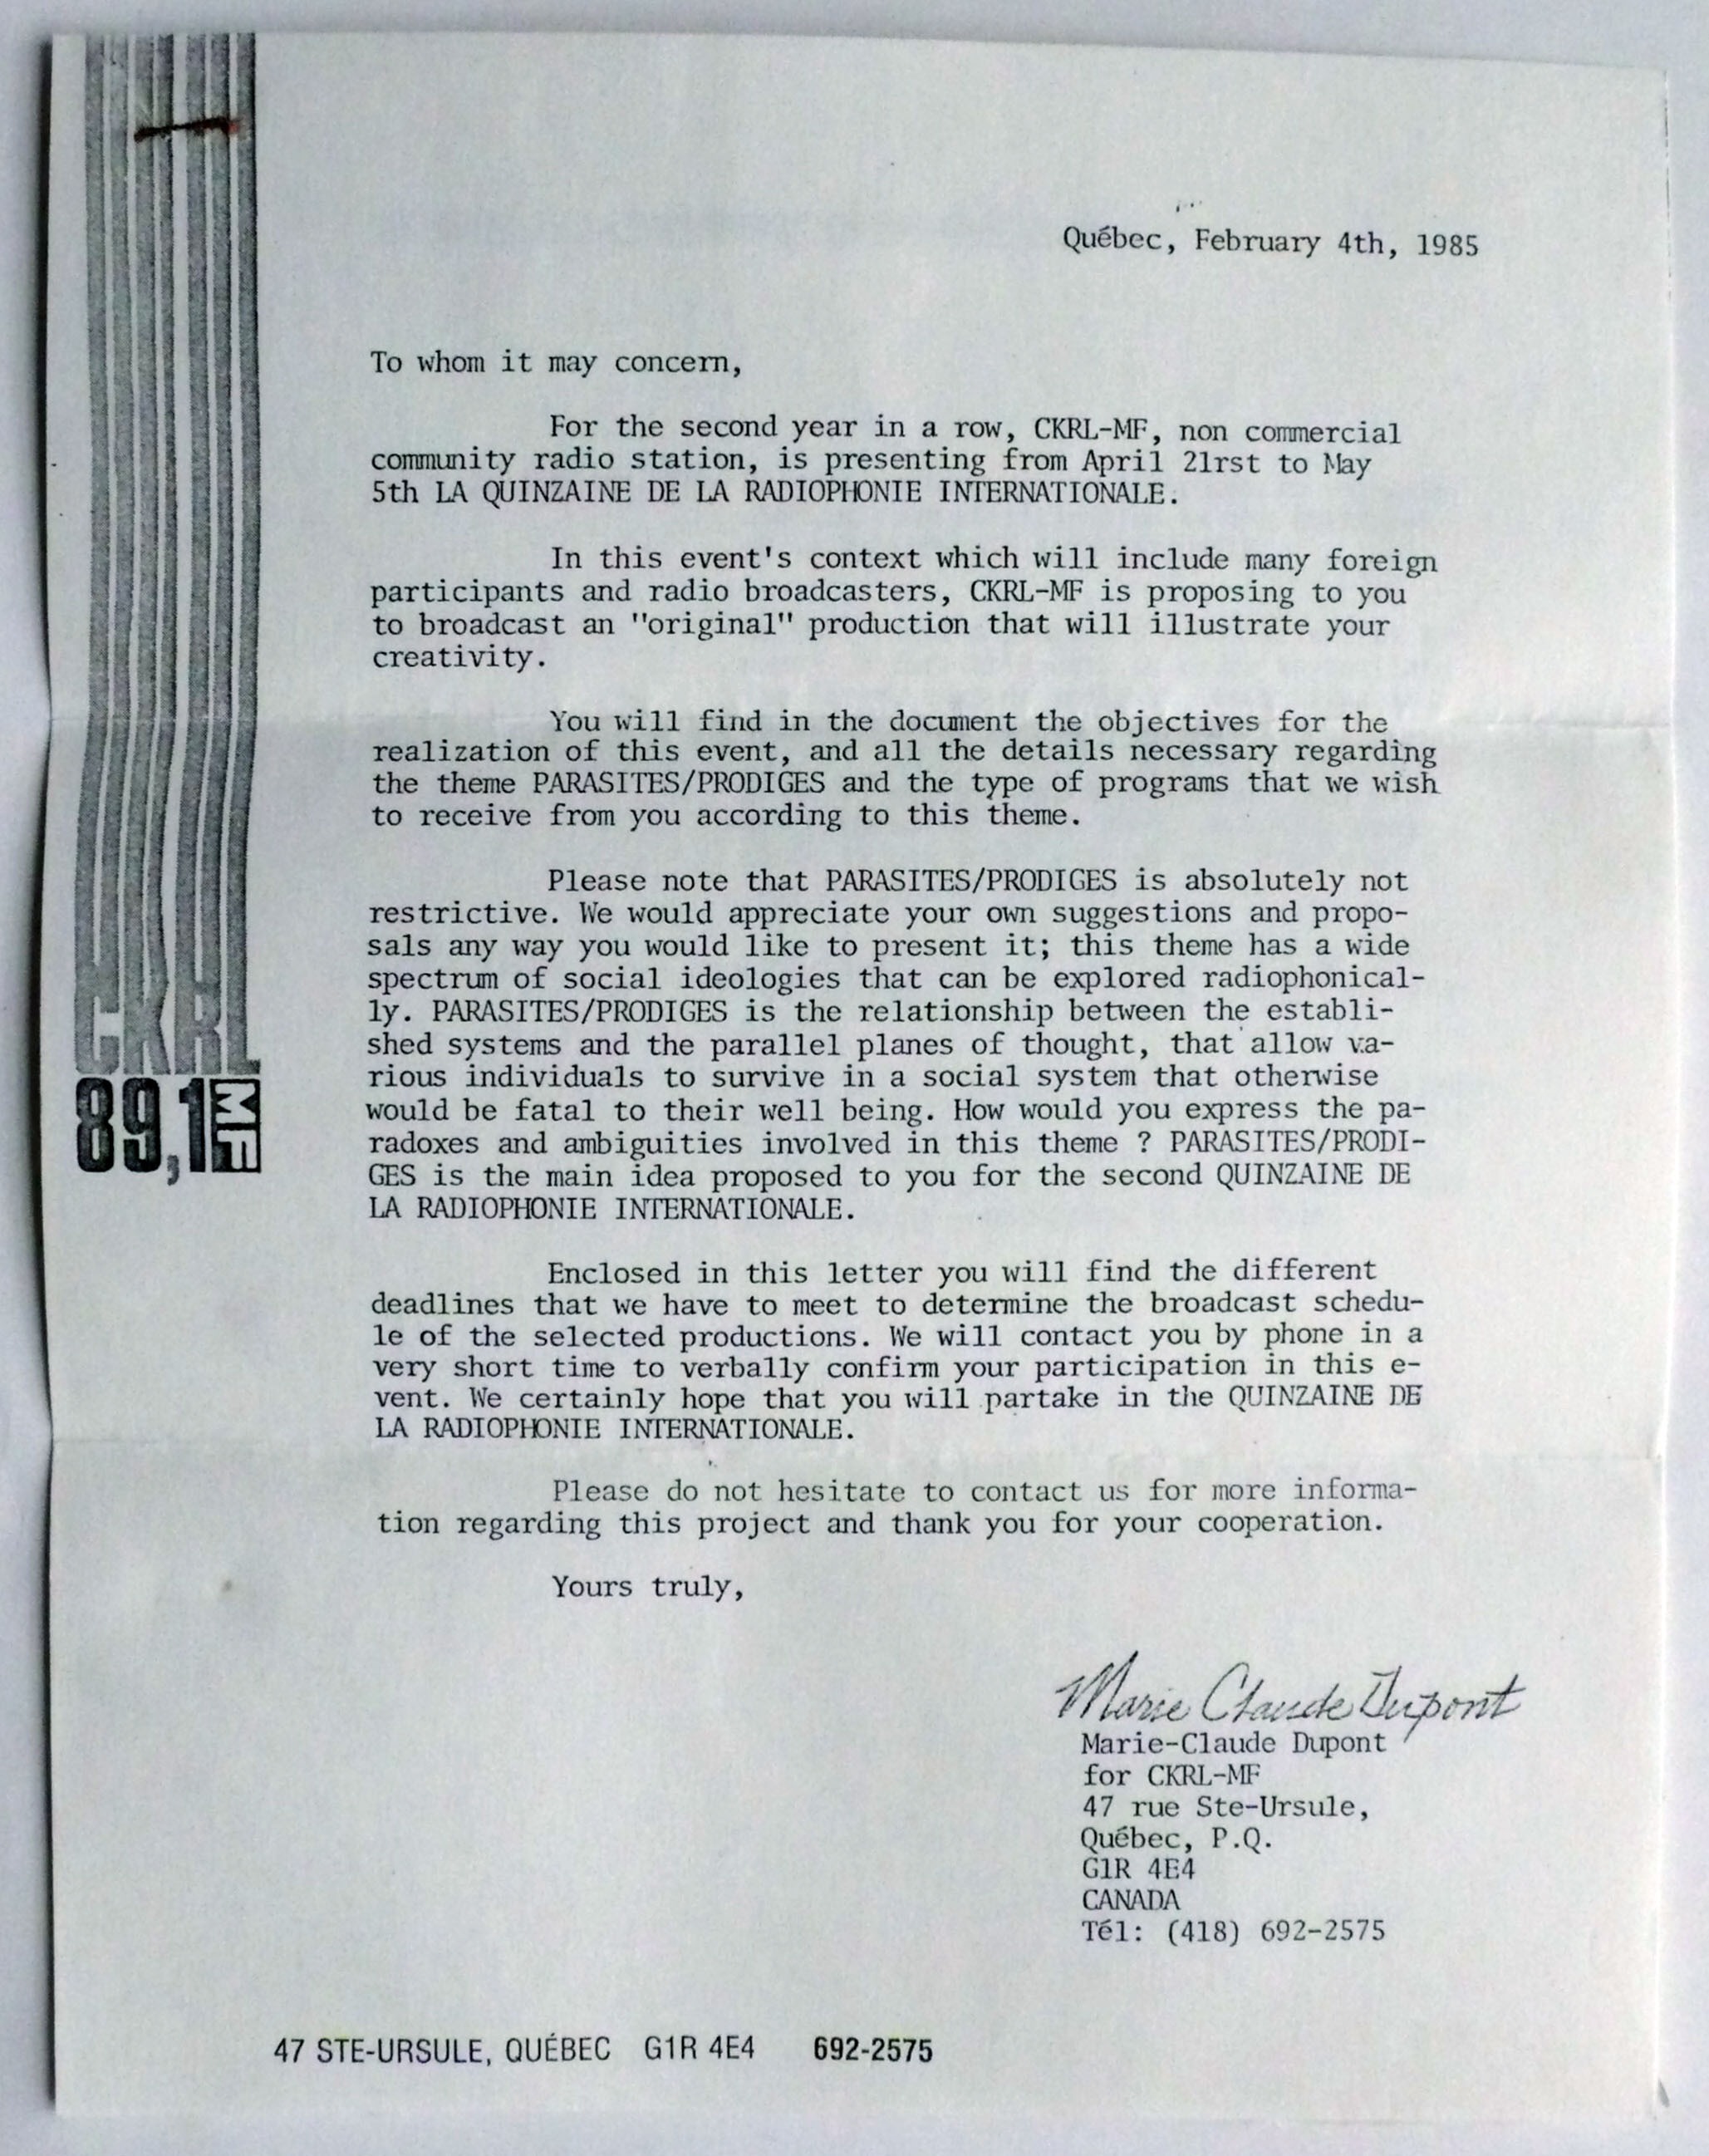 Québec, February 4th, 1985
To whom it may concern,
For the second year in a row, CKRL-MF, non commercial
community radio station, is presenting from April 21rst to May
5th LA QUINZAINE DE LA RADIOPHONIE INTERNATIONALE.
In this event's context which will include many foreign
participants and radio broadcasters, CKRL-MF is proposing to you
to broadcast an "original" production that will illustrate your
creativity.
You will find in the document the objectives for the
realization of this event, and all the details necessary regarding
the theme PARASITES/PRODIGES and the type of programs that we wish
to receive from you according to this theme.
Please note that PARASITES/PRODIGES is absolutely not
restrictive. We would appreciate your own suggestions and propo-
sals any way you would like to present it; this theme has a wide
spectrum of social ideologies that can be explored radiophonical-
ly. PARASITES/PRODIGES is the relationship between the establi-
shed systems and the parallel planes of thought, that allow va-
rious individuals to survive in a social system that otherwise
would be fatal to their well being. How would you express the pa-
radoxes and ambiguities involved in this theme ? PARASITES/PRODI-
GES is the main idea proposed to you for the second QUINZAINE DE
LA RADIOPHONIE INTERNATIONALE.
Enclosed in this letter you will find the different
deadlines that we have to meet to determine the broadcast schedu-
le of the selected productions. We will contact you by phone in a
very short time to verbally confirm your participation in this e-
vent. We certainly hope that you will partake in the QUINZAINE DE
LA RADIOPHONIE INTERNATIONALE.
Please do not hesitate to contact us for more informa-
tion regarding this project and thank you for your cooperation.
Yours truly,
Marie Claude Dupont
Marie-Claude Dupont
for CKRL-MF
47 rue Ste-Ursule,
Québec, P.Q.
G1R 4E4
CANADA
Tél: (418) 692-2575
CKRL
89,1 MF
47 STE-URSULE, QUÉBEC G1R 4E4 692-2575